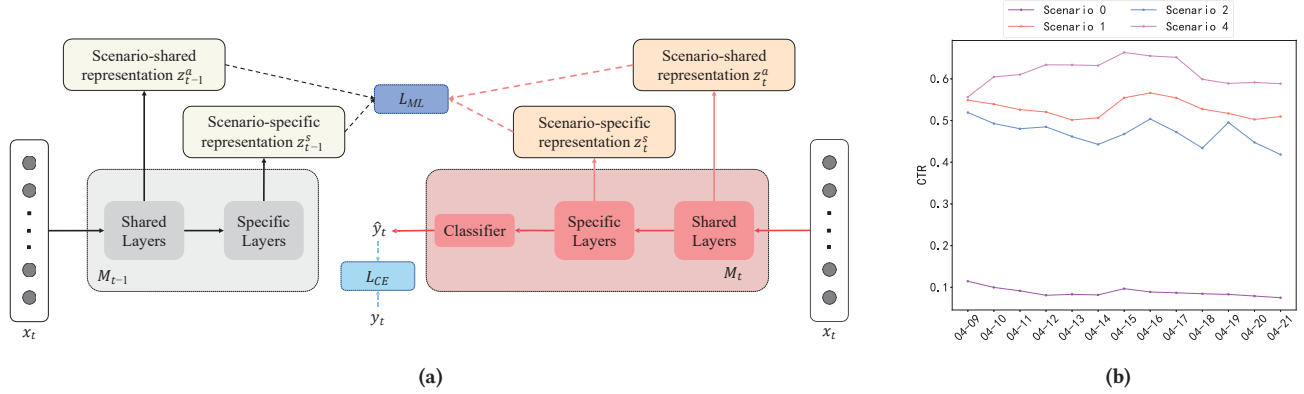 Scenario-shared
representation z^a_{t−1}
Scenario-specific
representation z^s_{t−1}
L_{ML}
Scenario-shared
representation z^a_t
Scenario-specific
representation z^s_t
Shared
Layers
Specific
Layers
M_{t−1}
x_t
ŷ_t
L_{CE}
y_t
Classifier
Specific
Layers
Shared
Layers
M_t
x_t
(a)
Scenario 0
Scenario 1
Scenario 2
Scenario 4
CTR
0.6
0.5
0.4
0.3
0.2
0.1
04-09
04-10
04-11
04-12
04-13
04-14
04-15
04-16
04-17
04-18
04-19
04-20
04-21
(b)